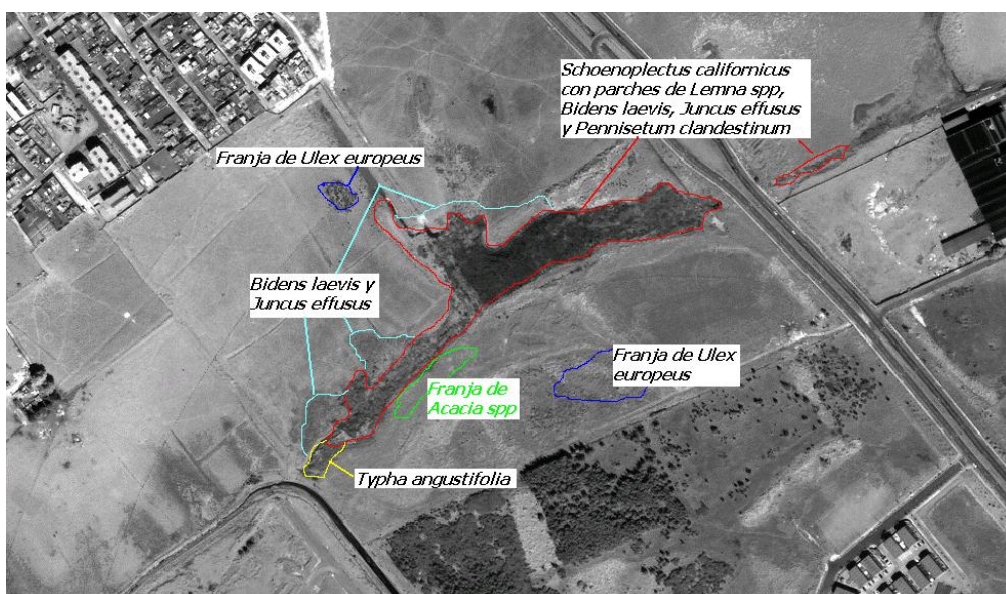 Schoenoplectus californicus
con parches de Lemna spp,
Bidens laevis, Juncus effusus
y Pennisetum clandestinum
Franja de Ulex europeus
Bidens laevis y
Juncus effusus
Franja de Ulex
europeus
Franja de
Acacia spp
Typha angustifolia